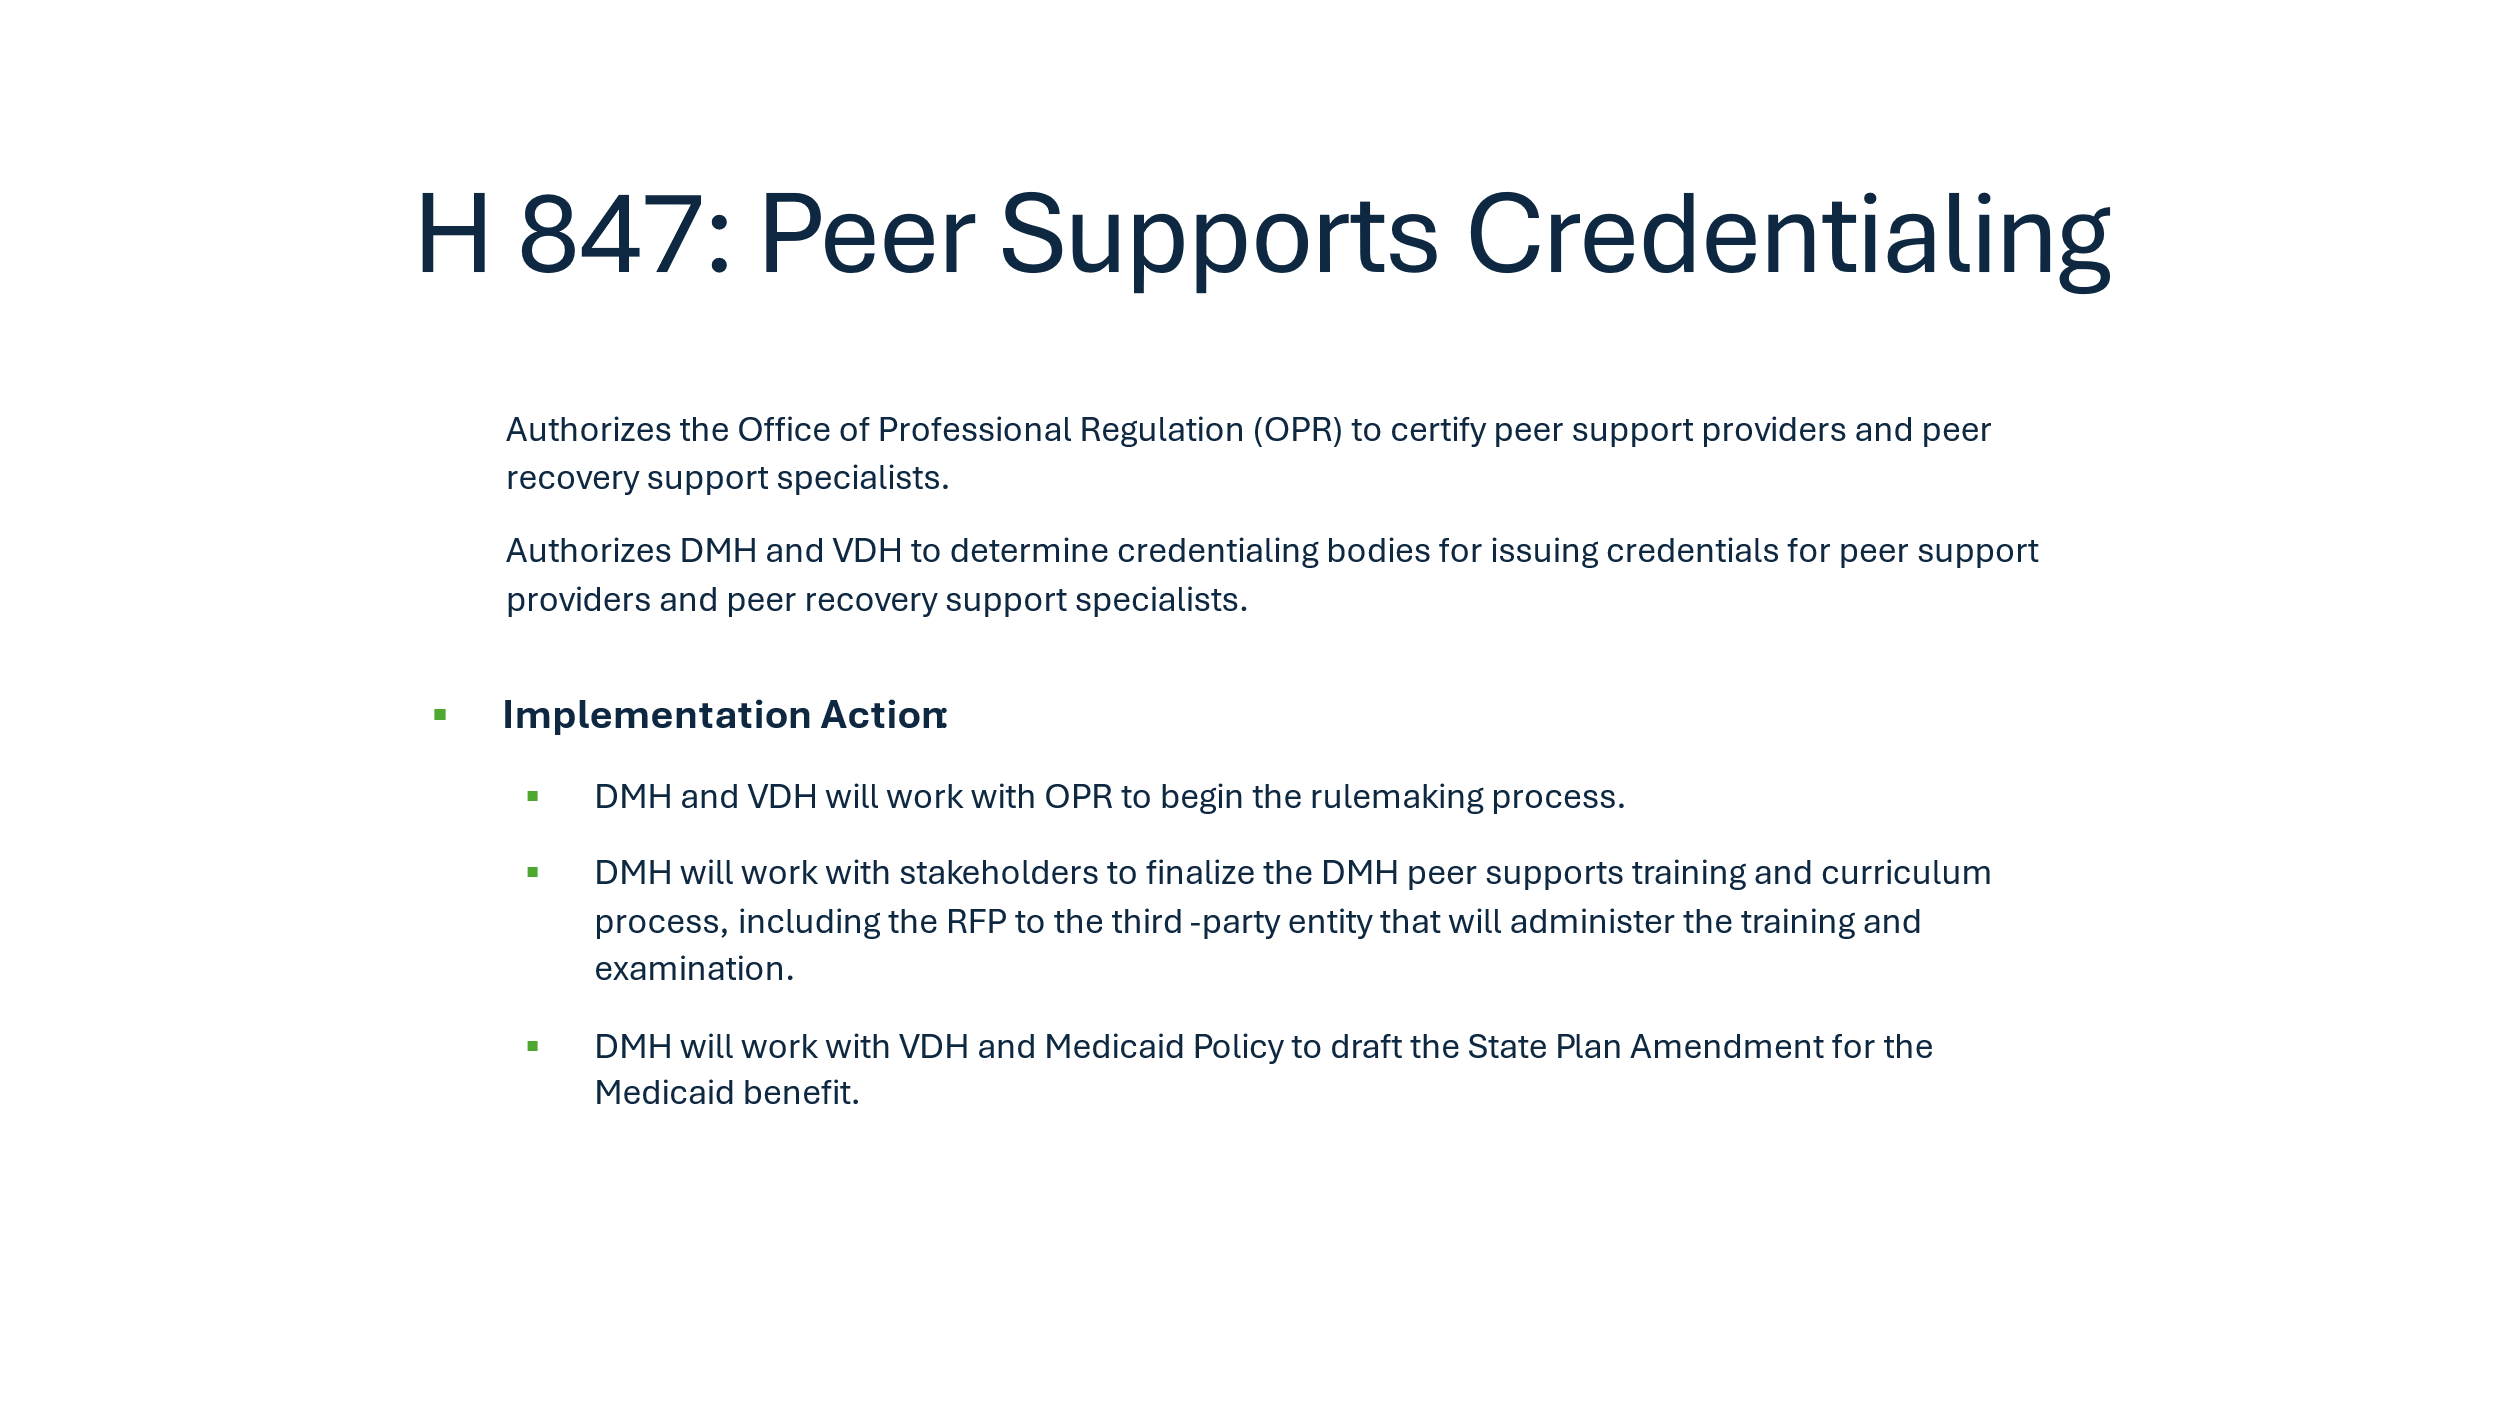 H 847: Peer Supports Credentialing
Authorizes the Office of Professional Regulation (OPR) to certify peer support providers and peer
recovery support specialists.
Authorizes DMH and VDH to determine credentialing bodies for issuing credentials for peer support
providers and peer recovery support specialists.
▪ Implementation Action:
▪ DMH and VDH will work with OPR to begin the rulemaking process.
▪ DMH will work with stakeholders to finalize the DMH peer supports training and curriculum
process, including the RFP to the third -party entity that will administer the training and
examination.
▪ DMH will work with VDH and Medicaid Policy to draft the State Plan Amendment for the
Medicaid benefit.